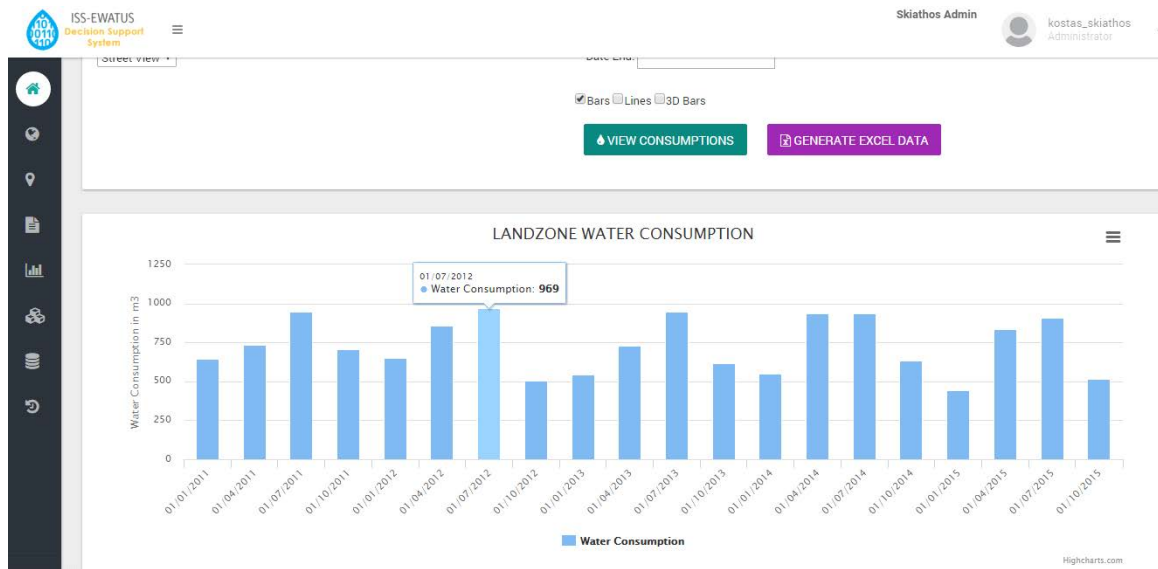 ISS-EWATUS
Decision Support
System
Skiathos Admin
kostas_skiathos
Administrator
Street View
Date End:
Bars Lines 3D Bars
VIEW CONSUMPTIONS
GENERATE EXCEL DATA
LANDZONE WATER CONSUMPTION
01/07/2012
Water Consumption: 969
Water Consumption in m3
1250
1000
750
500
250
0
01/01/2011
01/04/2011
01/07/2011
01/10/2011
01/01/2012
01/04/2012
01/07/2012
01/10/2012
01/01/2013
01/04/2013
01/07/2013
01/10/2013
01/01/2014
01/04/2014
01/07/2014
01/10/2014
01/01/2015
01/04/2015
01/07/2015
01/10/2015
Water Consumption
Highcharts.com